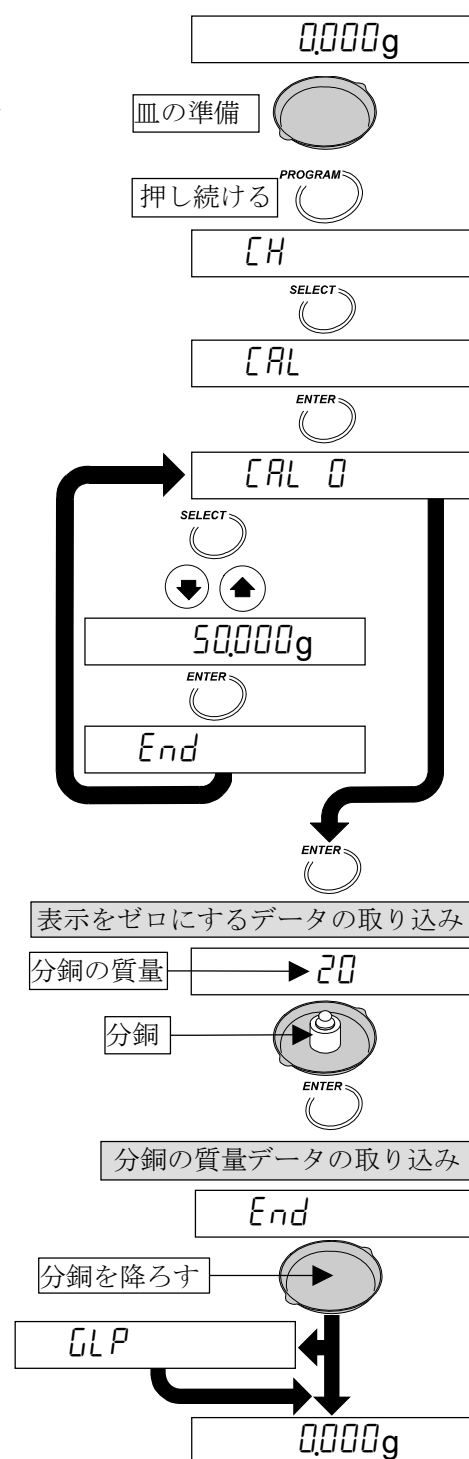 0.000g
皿の準備
PROGRAM
押し続ける
CH
SELECT
CAL
ENTER
CAL 0
SELECT
50.000g
ENTER
End
ENTER
表示をゼロにするデータの取り込み
分銅の質量
20
分銅
ENTER
分銅の質量データの取り込み
End
分銅を降ろす
GLP
0.000g